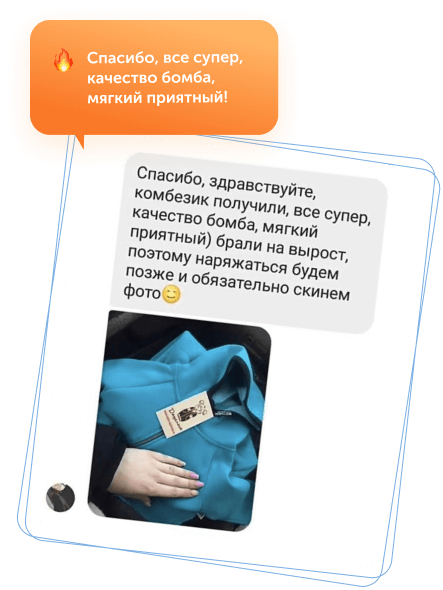 Спасибо, все супер,
качество бомба,
мягкий приятный!
Спасибо, здравствуйте,
комбезик получили, все супер,
качество бомба, мягкий
приятный) брали на вырост,
поэтому наряжаться будем
позже и обязательно скинем
фото😊